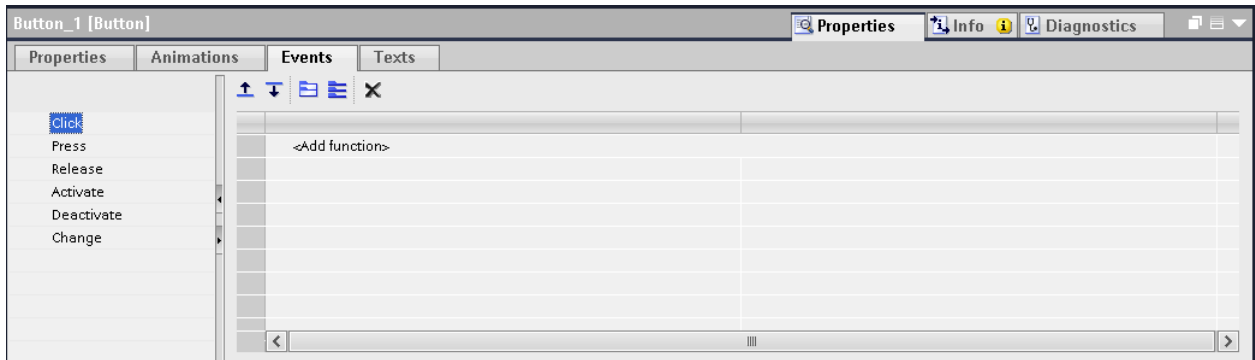 Button_1 [Button]
Properties
Info
Diagnostics
Properties
Animations
Events
Texts
Click
Press
Release
Activate
Deactivate
Change
<Add function>